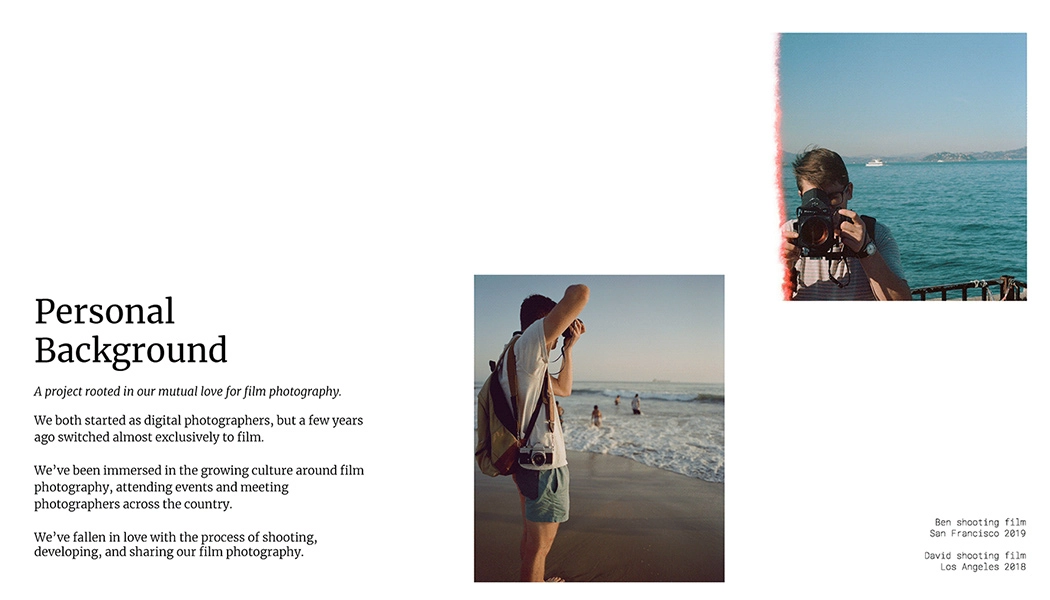 Personal
Background
A project rooted in our mutual love for film photography.
We both started as digital photographers, but a few years
ago switched almost exclusively to film.
We’ve been immersed in the growing culture around film
photography, attending events and meeting
photographers across the country.
We’ve fallen in love with the process of shooting,
developing, and sharing our film photography.
Ben shooting film
San Francisco 2019
David shooting film
Los Angeles 2018